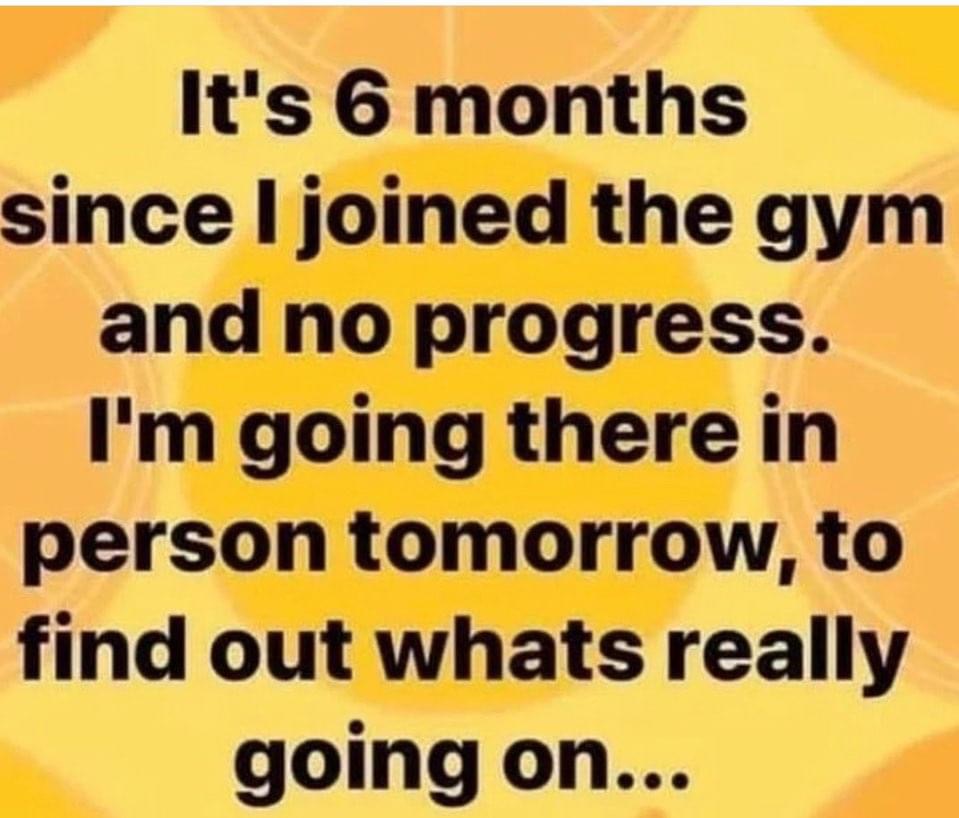 It's 6 months
since I joined the gym
and no progress.
I'm going there in
person tomorrow, to
find out whats really
going on...